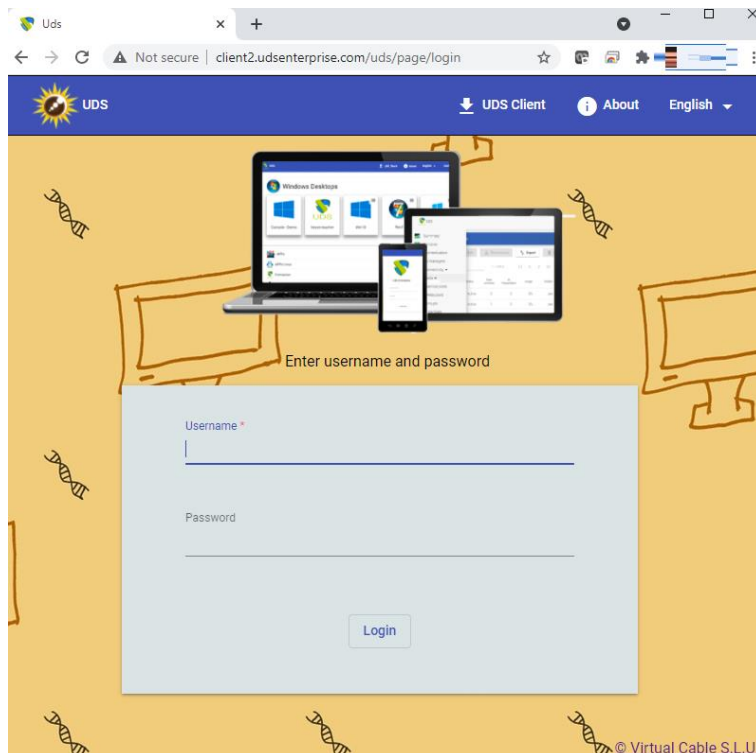 Uds
Not secure | client2.udsenterprise.com/uds/page/login
UDS
UDS Client
About
English
Windows Desktops
UDS
Enter username and password
Username *
Password
Login
© Virtual Cable S.L.U